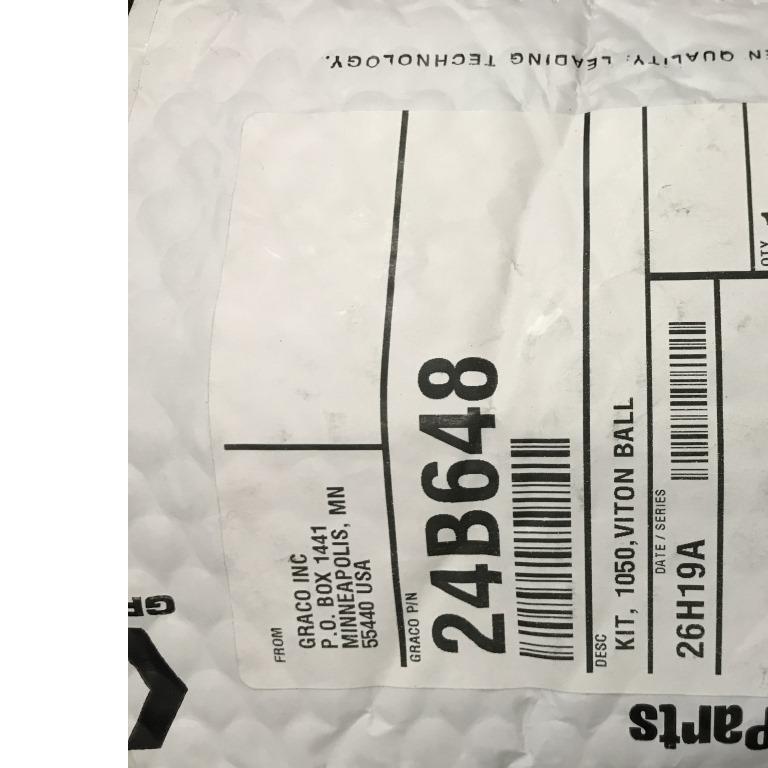 EN QUALITY. LEADING TECHNOLOGY.
FROM
GRACO INC
P.O. BOX 1441
MINNEAPOLIS, MN
55440 USA
GRACO P/N
24B648
DESC
KIT, 1050,VITON BALL
DATE / SERIES
26H19A
QTY
Parts
GR